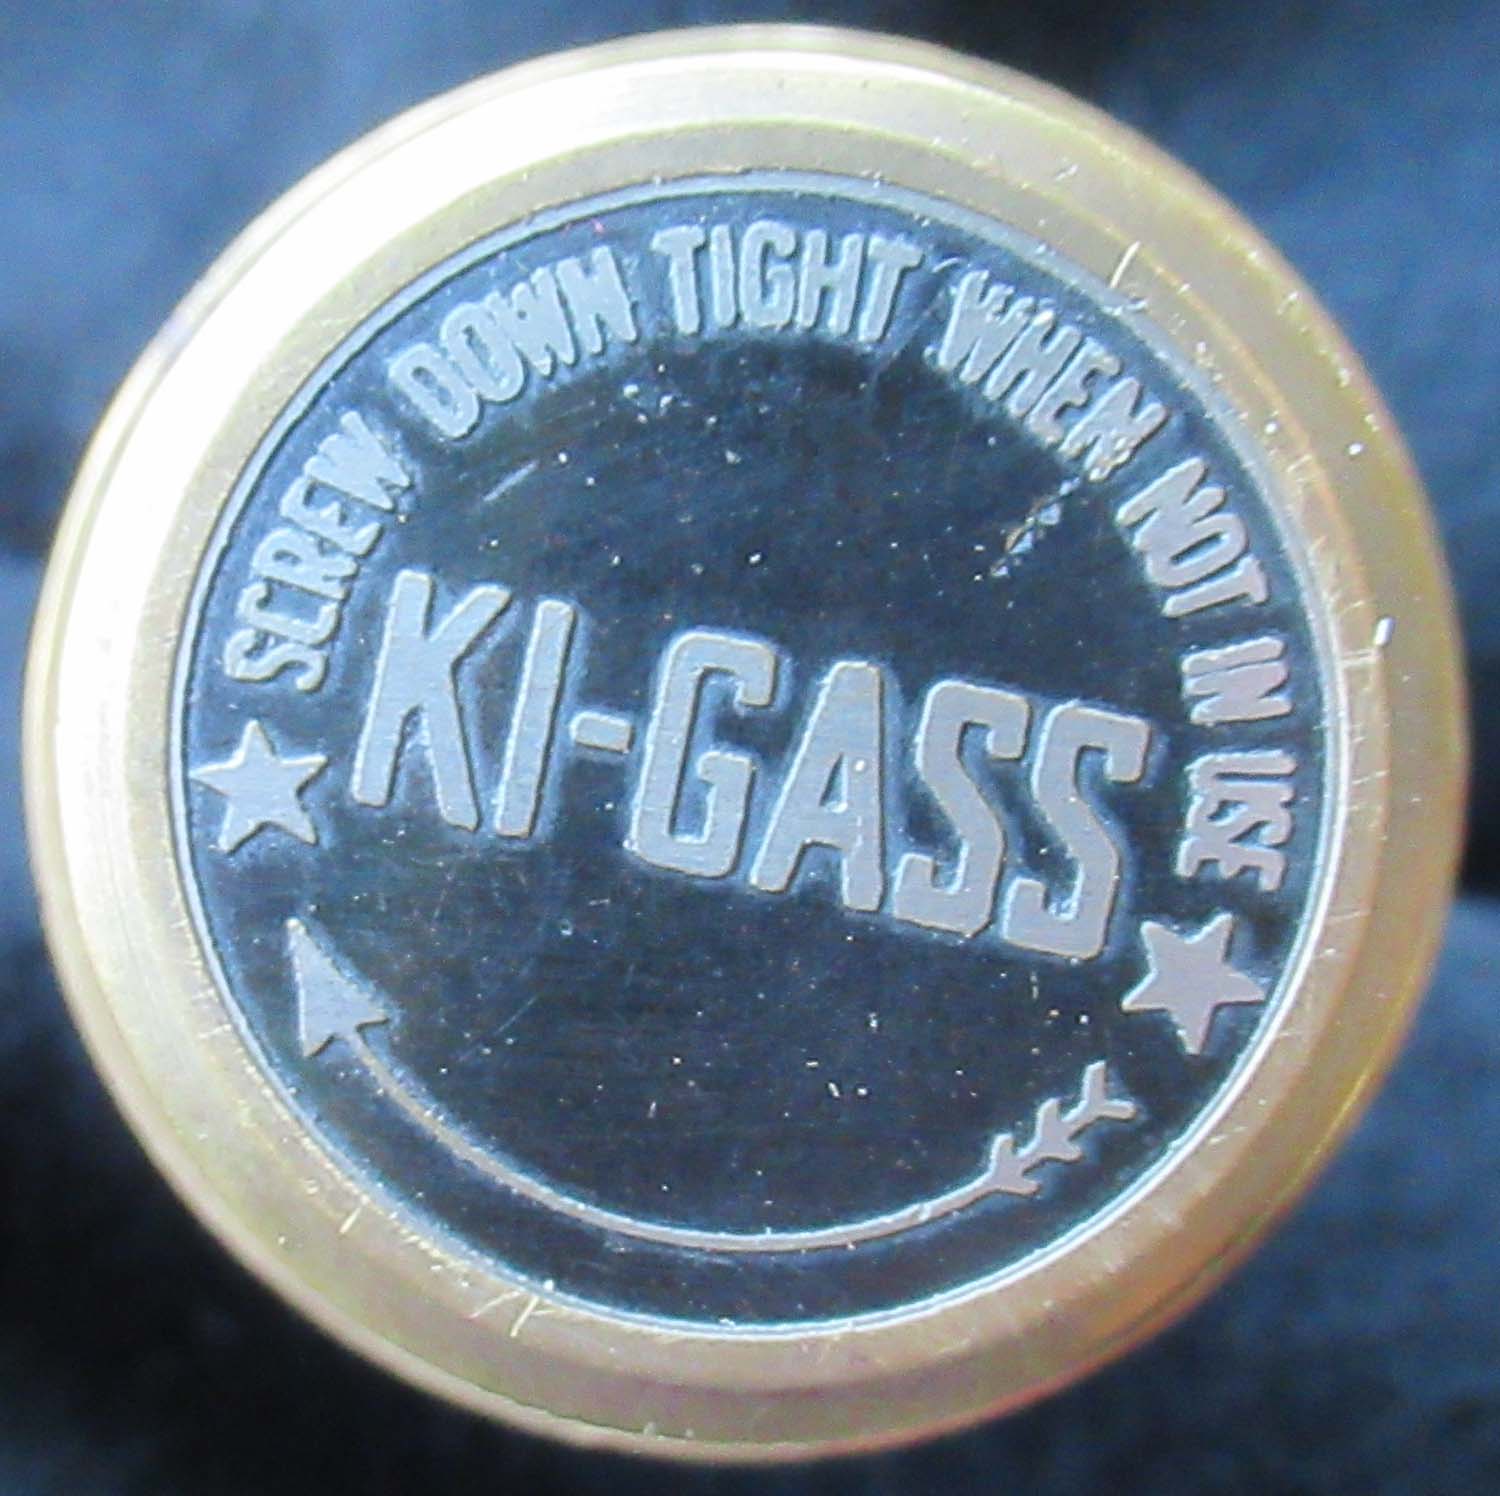 SCREW DOWN TIGHT WHEN NOT IN USE
KI-GASS